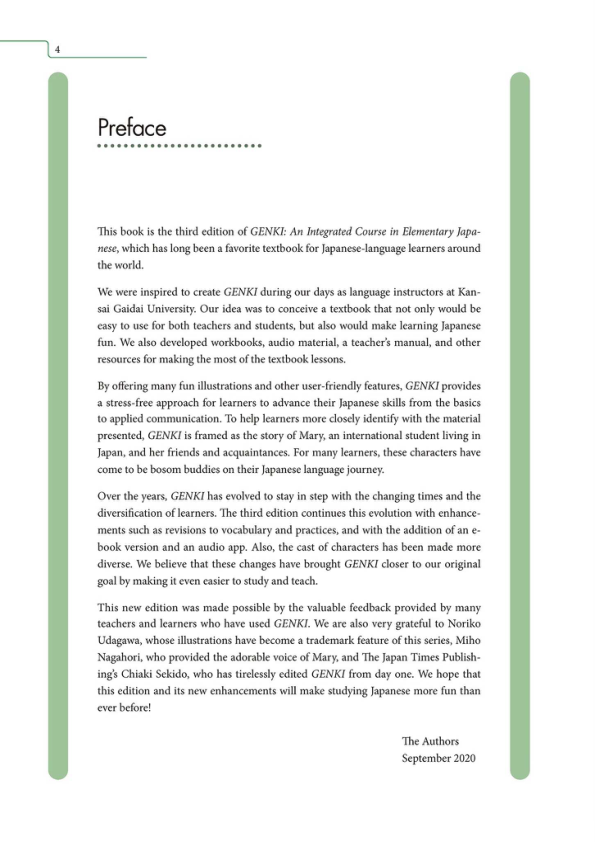 4
Preface
This book is the third edition of GENKI: An Integrated Course in Elementary Japa-
nese, which has long been a favorite textbook for Japanese-language learners around
the world.
We were inspired to create GENKI during our days as language instructors at Kan-
sai Gaidai University. Our idea was to conceive a textbook that not only would be
easy to use for both teachers and students, but also would make learning Japanese
fun. We also developed workbooks, audio material, a teacher's manual, and other
resources for making the most of the textbook lessons.
By offering many fun illustrations and other user-friendly features, GENKI provides
a stress-free approach for learners to advance their Japanese skills from the basics
to applied communication. To help learners more closely identify with the material
presented, GENKI is framed as the story of Mary, an international student living in
Japan, and her friends and acquaintances. For many learners, these characters have
come to be bosom buddies on their Japanese language journey.
Over the years, GENKI has evolved to stay in step with the changing times and the
diversification of learners. The third edition continues this evolution with enhance-
ments such as revisions to vocabulary and practices, and with the addition of an e-
book version and an audio app. Also, the cast of characters has been made more
diverse. We believe that these changes have brought GENKI closer to our original
goal by making it even easier to study and teach.
This new edition was made possible by the valuable feedback provided by many
teachers and learners who have used GENKI. We are also very grateful to Noriko
Udagawa, whose illustrations have become a trademark feature of this series, Miho
Nagahori, who provided the adorable voice of Mary, and The Japan Times Publish-
ing's Chiaki Sekido, who has tirelessly edited GENKI from day one. We hope that
this edition and its new enhancements will make studying Japanese more fun than
ever before!
The Authors
September 2020